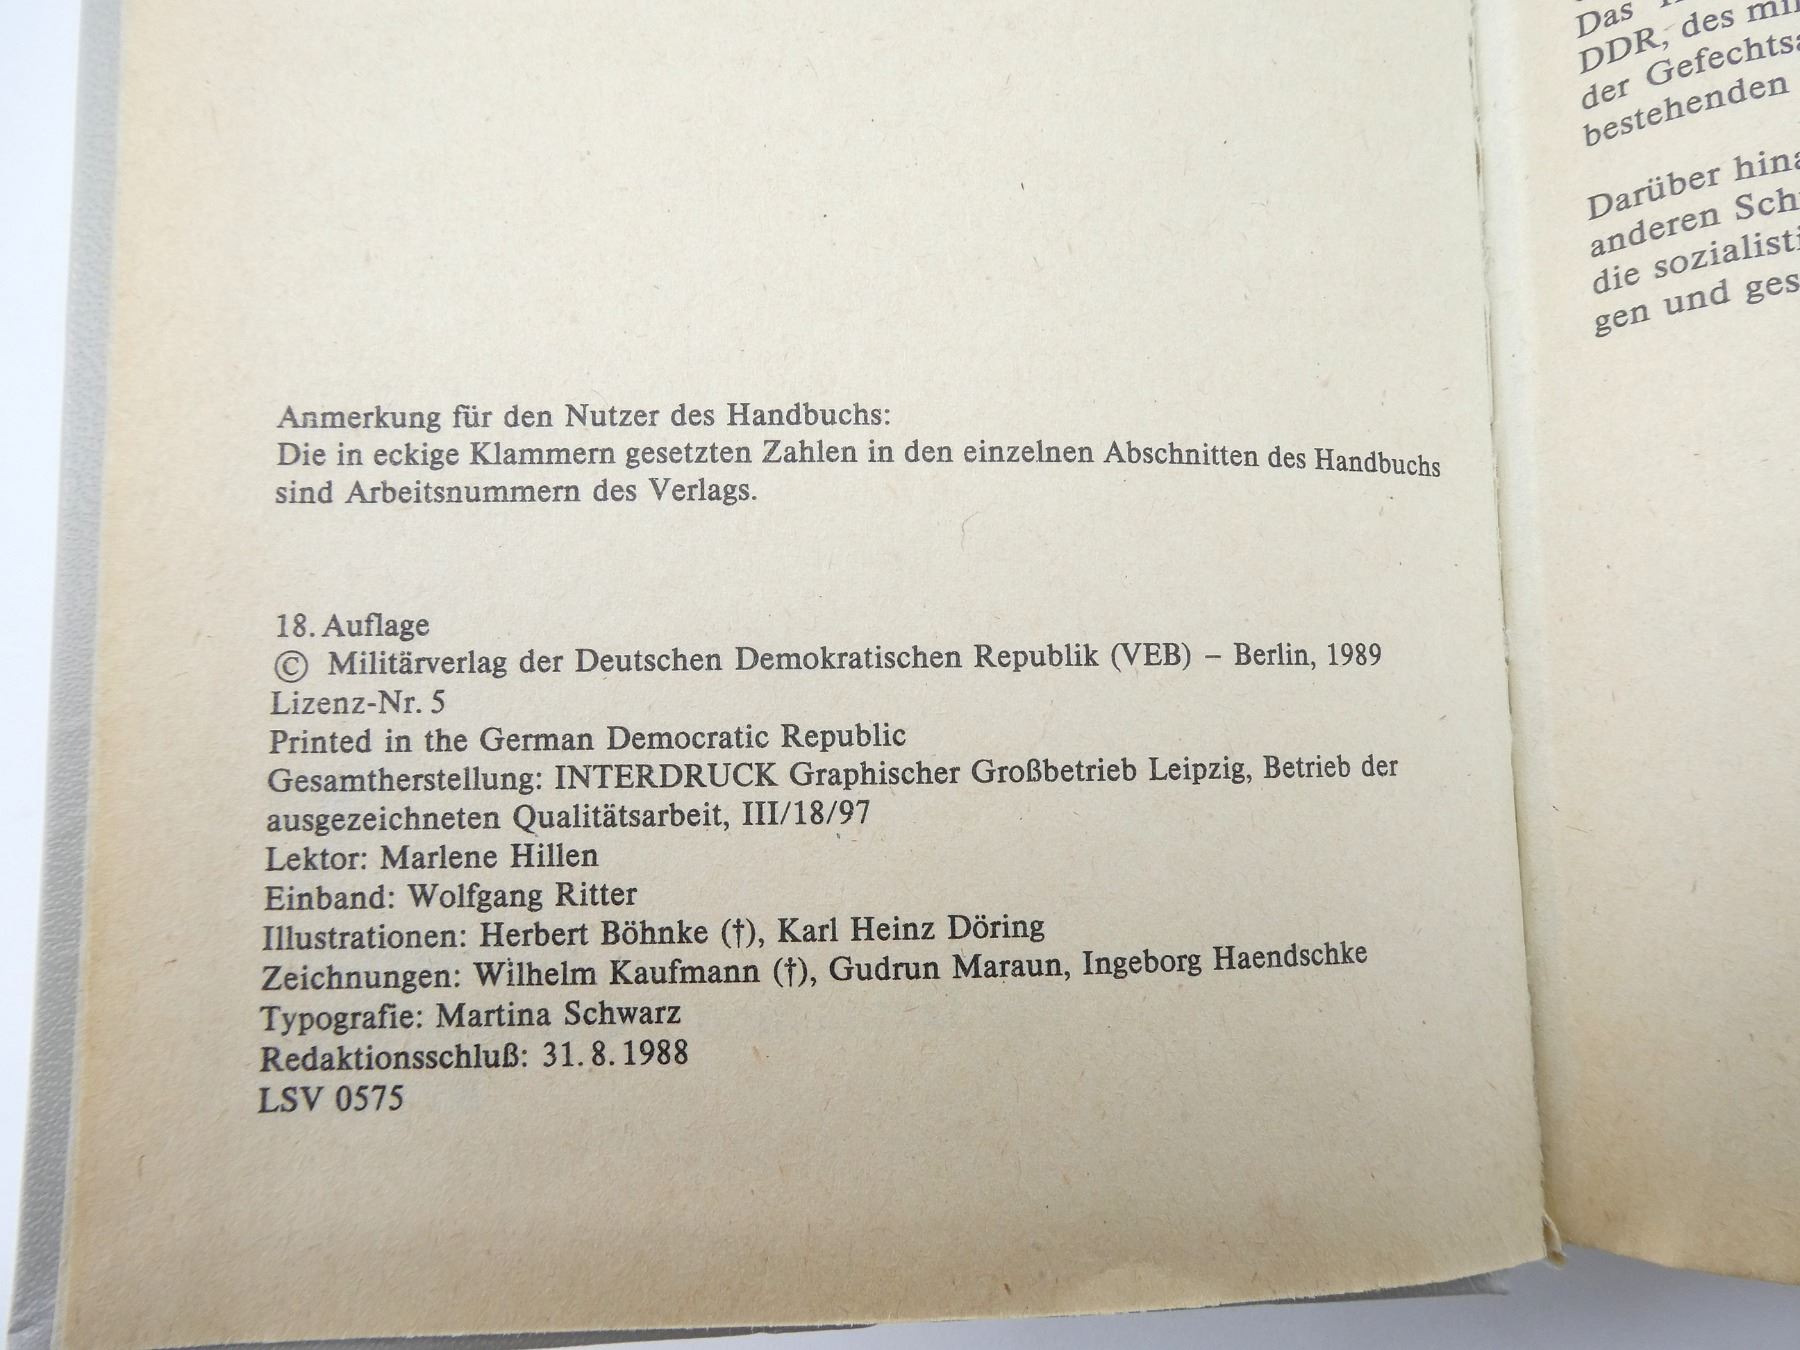 Anmerkung für den Nutzer des Handbuchs:
Die in eckige Klammern gesetzten Zahlen in den einzelnen Abschnitten des Handbuchs
sind Arbeitsnummern des Verlags.
18. Auflage
© Militärverlag der Deutschen Demokratischen Republik (VEB) – Berlin, 1989
Lizenz-Nr. 5
Printed in the German Democratic Republic
Gesamtherstellung: INTERDRUCK Graphischer Großbetrieb Leipzig, Betrieb der
ausgezeichneten Qualitätsarbeit, III/18/97
Lektor: Marlene Hillen
Einband: Wolfgang Ritter
Illustrationen: Herbert Böhnke (†), Karl Heinz Döring
Zeichnungen: Wilhelm Kaufmann (†), Gudrun Maraun, Ingeborg Haendschke
Typografie: Martina Schwarz
Redaktionsschluß: 31. 8. 1988
LSV 0575
Das
DDR, des
der
bestehenden
Darüber
anderen
die
gen und